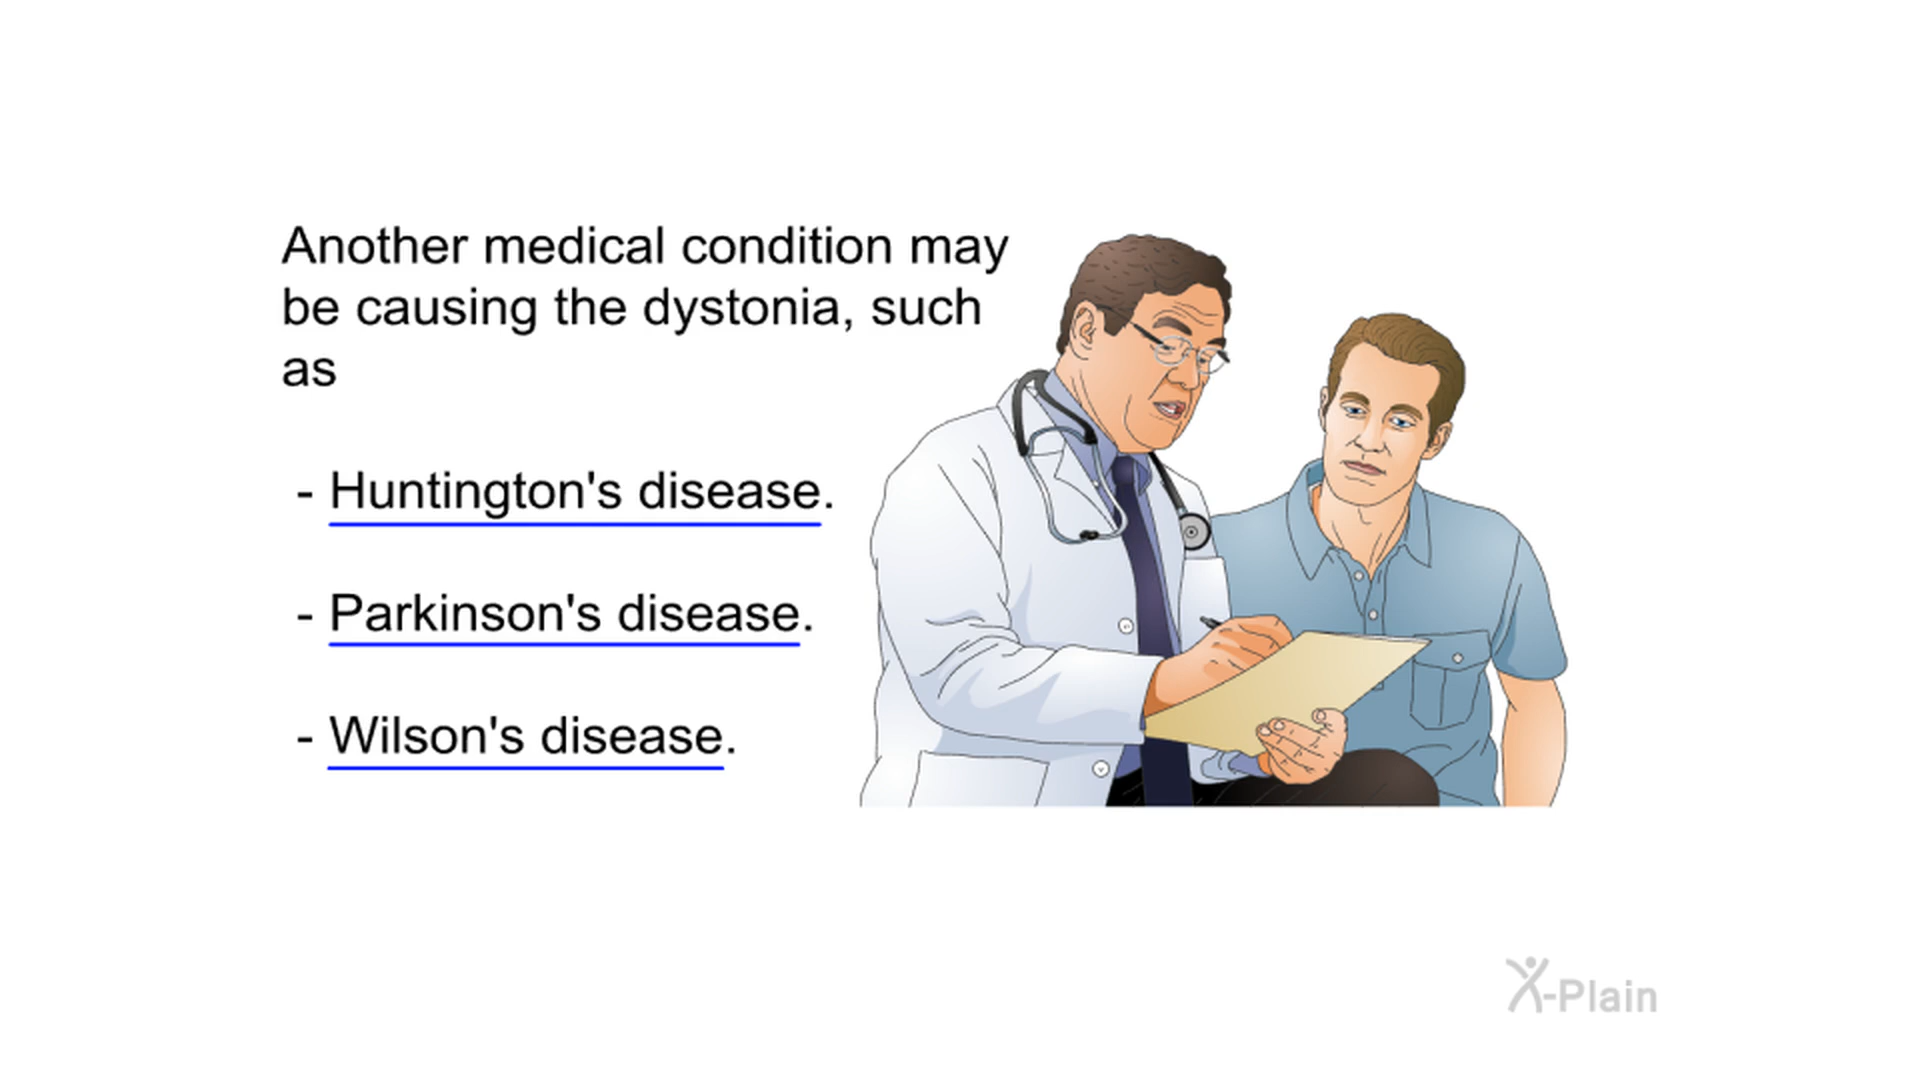 Another medical condition may
be causing the dystonia, such
as
- Huntington's disease.
- Parkinson's disease.
- Wilson's disease.
X-Plain